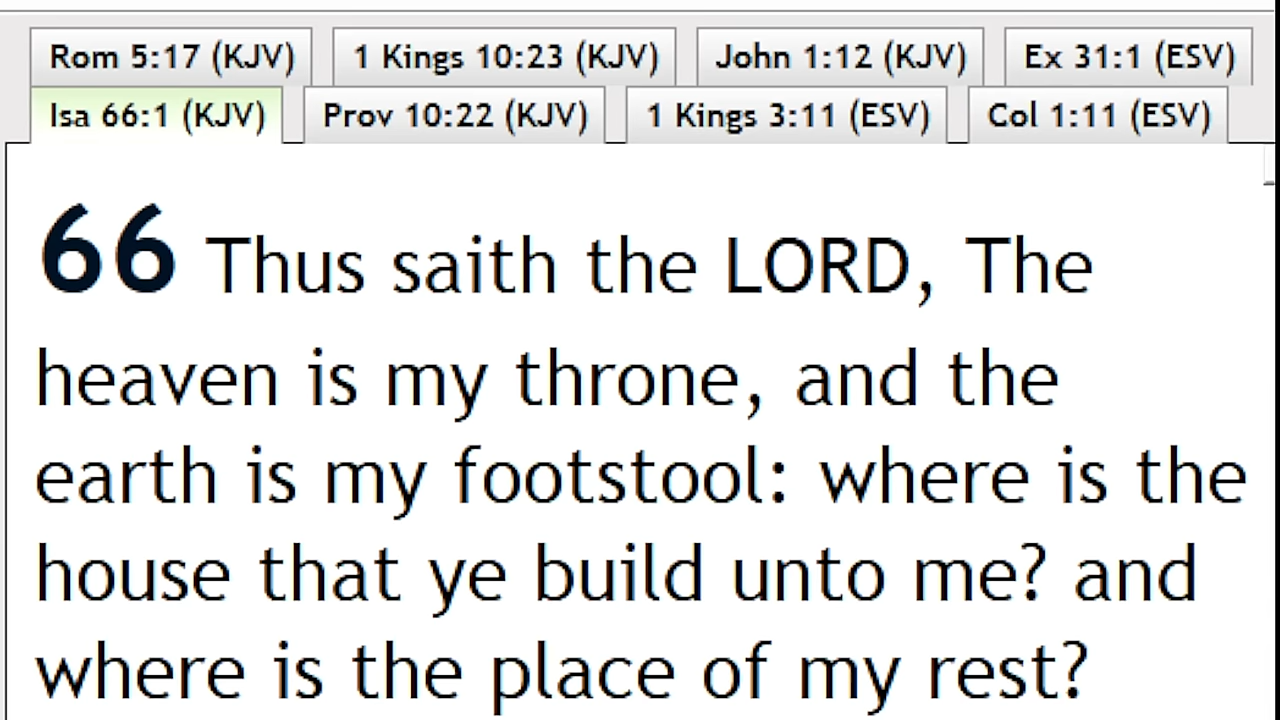 Rom 5:17 (KJV) 1 Kings 10:23 (KJV) John 1:12 (KJV) Ex 31:1 (ESV)
Isa 66:1 (KJV) Prov 10:22 (KJV) 1 Kings 3:11 (ESV) Col 1:11 (ESV)
66 Thus saith the LORD, The
heaven is my throne, and the
earth is my footstool: where is the
house that ye build unto me? and
where is the place of my rest?